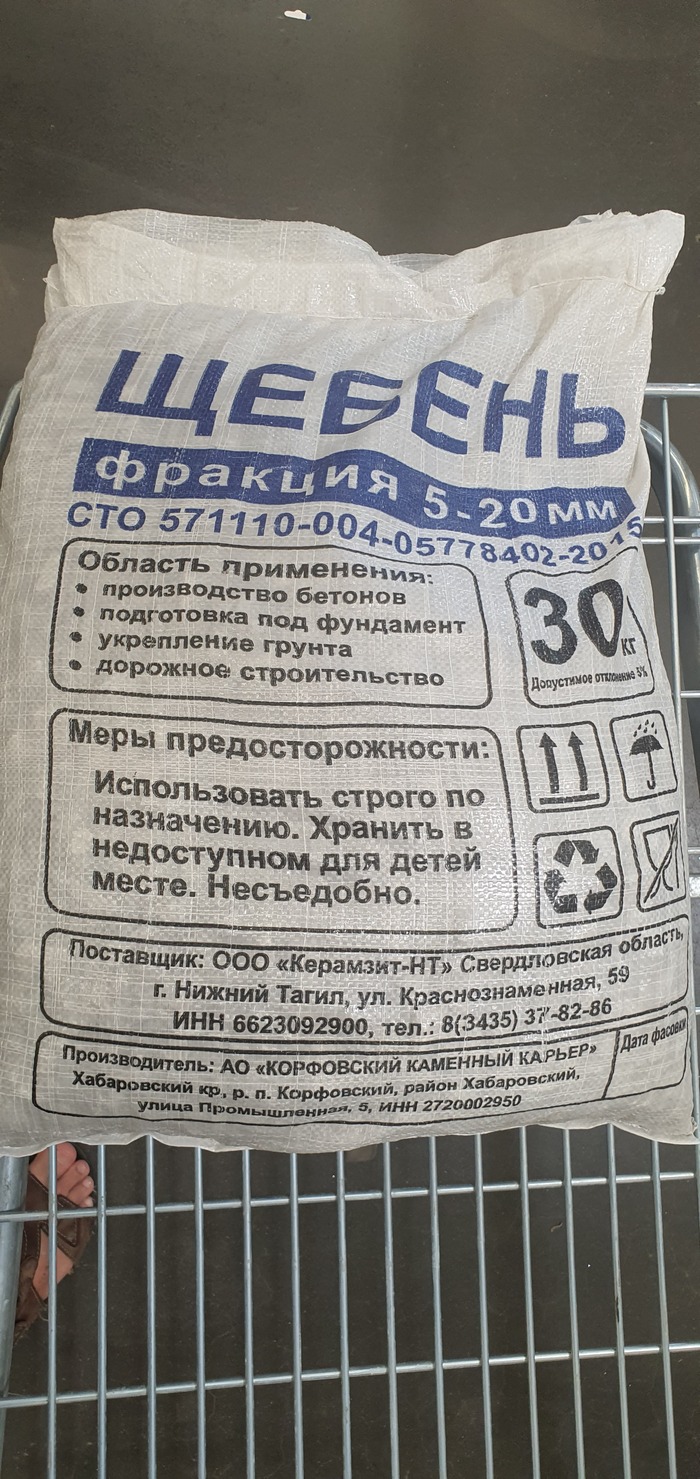 ЩЕБЕНЬ
фракция 5-20 мм
СТО 571110-004-05778402-2015
Область применения:
• производство бетонов
• подготовка под фундамент
• укрепление грунта
• дорожное строительство
30 кг
Допустимое отклонение 5%
Меры предосторожности:
Использовать строго по
назначению. Хранить в
недоступном для детей
месте. Несъедобно.
Поставщик: ООО «Керамзит-НТ» Свердловская область,
г. Нижний Тагил, ул. Краснознаменная, 59
ИНН 6623092900, тел.: 8(3435) 37-82-86
Производитель: АО «КОРФОВСКИЙ КАМЕННЫЙ КАРЬЕР»
Хабаровский кр, р. п. Корфовский, район Хабаровский,
улица Промышленная, 5, ИНН 2720002950
Дата фасовки